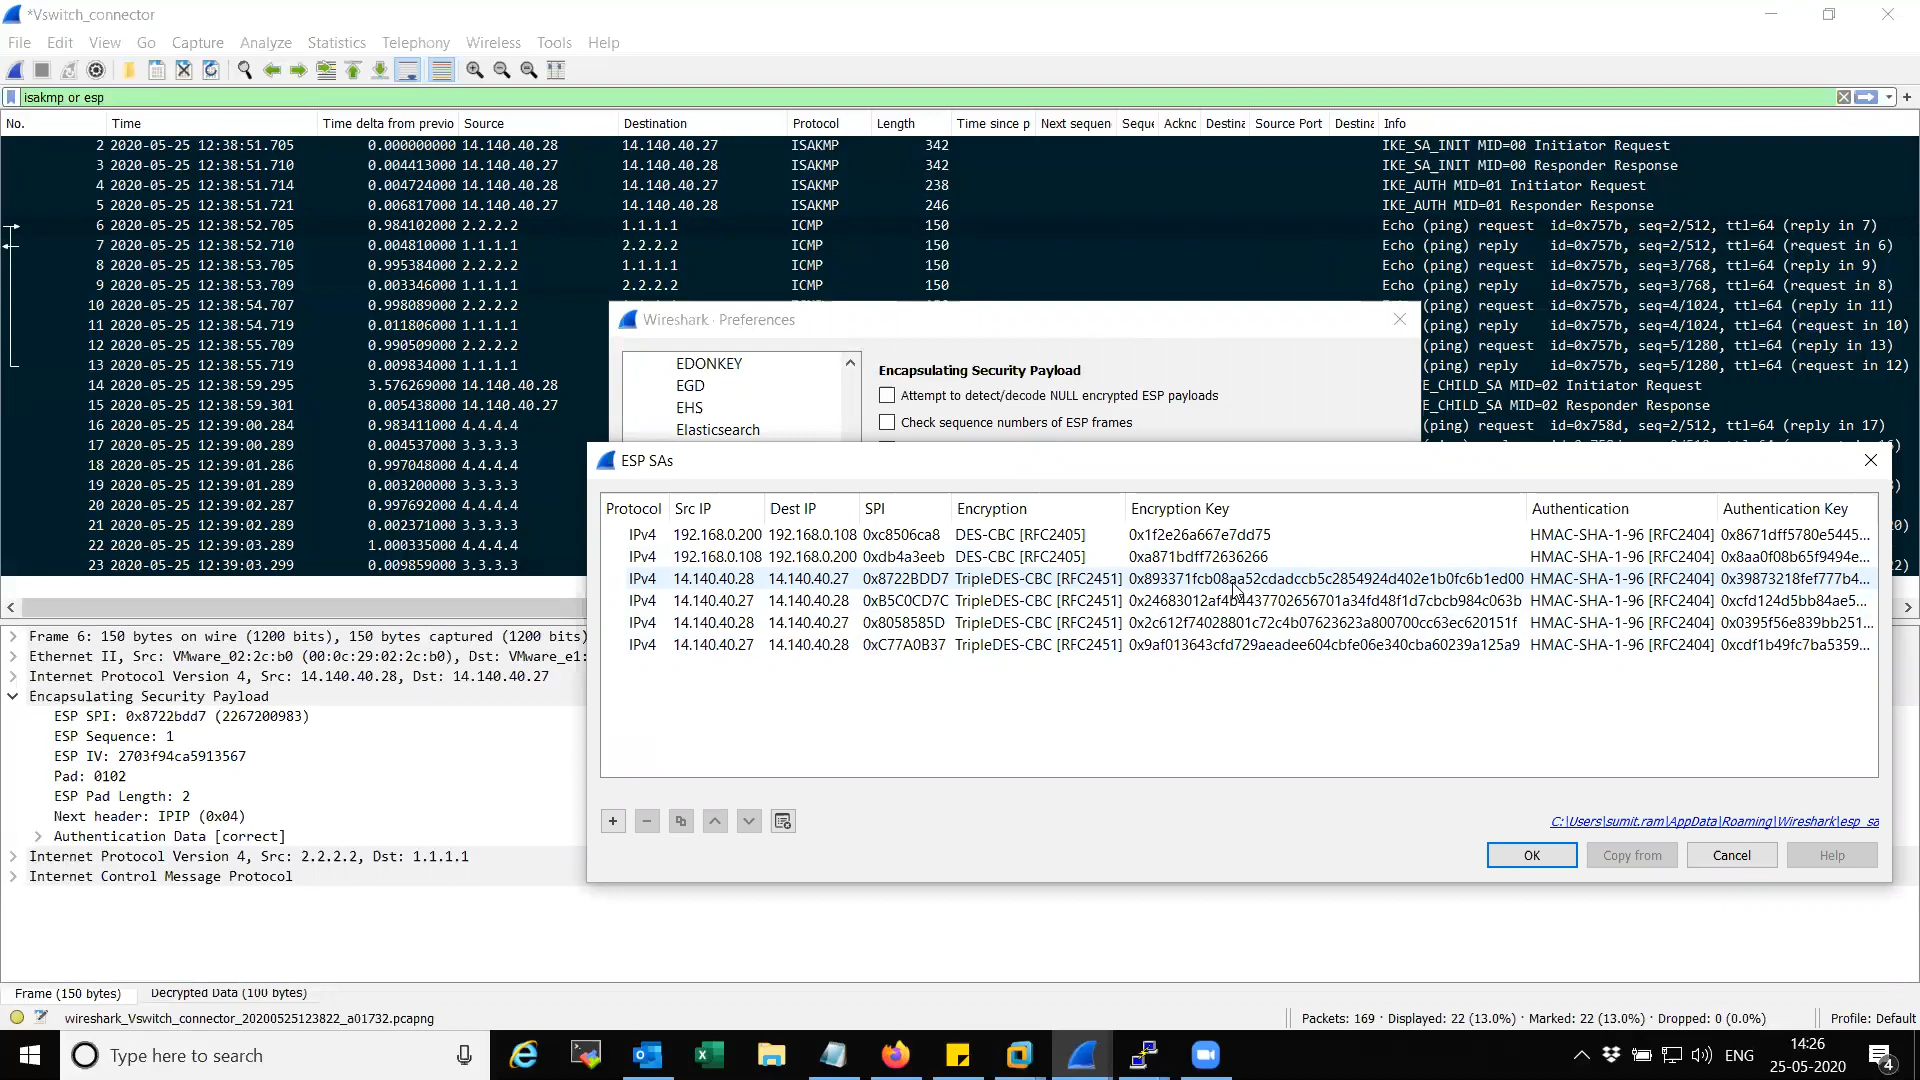 *Vswitch_connector
File Edit View Go Capture Analyze Statistics Telephony Wireless Tools Help
isakmp or esp
No. Time Time delta from previo Source Destination Protocol Length Time since p Next sequen Seque Ackno Destina Source Port Destina Info
2 2020-05-25 12:38:51.705 0.000000000 14.140.40.28 14.140.40.27 ISAKMP 342 IKE_SA_INIT MID=00 Initiator Request
3 2020-05-25 12:38:51.710 0.004413000 14.140.40.27 14.140.40.28 ISAKMP 342 IKE_SA_INIT MID=00 Responder Response
4 2020-05-25 12:38:51.714 0.004724000 14.140.40.28 14.140.40.27 ISAKMP 238 IKE_AUTH MID=01 Initiator Request
5 2020-05-25 12:38:51.721 0.006817000 14.140.40.27 14.140.40.28 ISAKMP 246 IKE_AUTH MID=01 Responder Response
6 2020-05-25 12:38:52.705 0.984102000 2.2.2.2 1.1.1.1 ICMP 150 Echo (ping) request id=0x757b, seq=2/512, ttl=64 (reply in 7)
7 2020-05-25 12:38:52.710 0.004810000 1.1.1.1 2.2.2.2 ICMP 150 Echo (ping) reply id=0x757b, seq=2/512, ttl=64 (request in 6)
8 2020-05-25 12:38:53.705 0.995384000 2.2.2.2 1.1.1.1 ICMP 150 Echo (ping) request id=0x757b, seq=3/768, ttl=64 (reply in 9)
9 2020-05-25 12:38:53.709 0.003346000 1.1.1.1 2.2.2.2 ICMP 150 Echo (ping) reply id=0x757b, seq=3/768, ttl=64 (request in 8)
10 2020-05-25 12:38:54.707 0.998089000 2.2.2.2 (ping) request id=0x757b, seq=4/1024, ttl=64 (reply in 11)
11 2020-05-25 12:38:54.719 0.011806000 1.1.1.1 (ping) reply id=0x757b, seq=4/1024, ttl=64 (request in 10)
12 2020-05-25 12:38:55.709 0.990509000 2.2.2.2 (ping) request id=0x757b, seq=5/1280, ttl=64 (reply in 13)
13 2020-05-25 12:38:55.719 0.009834000 1.1.1.1 (ping) reply id=0x757b, seq=5/1280, ttl=64 (request in 12)
14 2020-05-25 12:38:59.295 3.576269000 14.140.40.28 E_CHILD_SA MID=02 Initiator Request
15 2020-05-25 12:38:59.301 0.005438000 14.140.40.27 E_CHILD_SA MID=02 Responder Response
16 2020-05-25 12:39:00.284 0.983411000 4.4.4.4 (ping) request id=0x758d, seq=2/512, ttl=64 (reply in 17)
17 2020-05-25 12:39:00.289 0.004537000 3.3.3.3
18 2020-05-25 12:39:01.286 0.997048000 4.4.4.4
19 2020-05-25 12:39:01.289 0.003200000 3.3.3.3
20 2020-05-25 12:39:02.287 0.997692000 4.4.4.4
21 2020-05-25 12:39:02.289 0.002371000 3.3.3.3
22 2020-05-25 12:39:03.289 1.000335000 4.4.4.4
23 2020-05-25 12:39:03.299 0.009859000 3.3.3.3
Wireshark · Preferences
EDONKEY
EGD
EHS
Elasticsearch
Encapsulating Security Payload
Attempt to detect/decode NULL encrypted ESP payloads
Check sequence numbers of ESP frames
ESP SAs
Protocol Src IP Dest IP SPI Encryption Encryption Key Authentication Authentication Key
IPv4 192.168.0.200 192.168.0.108 0xc8506ca8 DES-CBC [RFC2405] 0x1f2e26a667e7dd75 HMAC-SHA-1-96 [RFC2404] 0x8671dff5780e5445...
IPv4 192.168.0.108 192.168.0.200 0xdb4a3eeb DES-CBC [RFC2405] 0xa871bdff72636266 HMAC-SHA-1-96 [RFC2404] 0x8aa0f08b65f9494e...
IPv4 14.140.40.28 14.140.40.27 0x8722BDD7 TripleDES-CBC [RFC2451] 0x893371fcb08aa52cdadccb5c2854924d402e1b0fc6b1ed00 HMAC-SHA-1-96 [RFC2404] 0x39873218fef777b4...
IPv4 14.140.40.27 14.140.40.28 0xB5C0CD7C TripleDES-CBC [RFC2451] 0x24683012af4b4437702656701a34fd48f1d7cbcb984c063b HMAC-SHA-1-96 [RFC2404] 0xcfd124d5bb84ae5...
IPv4 14.140.40.28 14.140.40.27 0x8058585D TripleDES-CBC [RFC2451] 0x2c612f74028801c72c4b07623623a800700cc63ec620151f HMAC-SHA-1-96 [RFC2404] 0x0395f56e839bb251...
IPv4 14.140.40.27 14.140.40.28 0xC77A0B37 TripleDES-CBC [RFC2451] 0x9af013643cfd729aeadee604cbfe06e340cba60239a125a9 HMAC-SHA-1-96 [RFC2404] 0xcdf1b49fc7ba5359...
C:\Users\sumit.ram\AppData\Roaming\Wireshark\esp_sa
OK Copy from Cancel Help
Frame 6: 150 bytes on wire (1200 bits), 150 bytes captured (1200 bits)
Ethernet II, Src: VMware_02:2c:b0 (00:0c:29:02:2c:b0), Dst: VMware_e1:
Internet Protocol Version 4, Src: 14.140.40.28, Dst: 14.140.40.27
Encapsulating Security Payload
ESP SPI: 0x8722bdd7 (2267200983)
ESP Sequence: 1
ESP IV: 2703f94ca5913567
Pad: 0102
ESP Pad Length: 2
Next header: IPIP (0x04)
Authentication Data [correct]
Internet Protocol Version 4, Src: 2.2.2.2, Dst: 1.1.1.1
Internet Control Message Protocol
Frame (150 bytes) Decrypted Data (100 bytes)
wireshark_Vswitch_connector_20200525123822_a01732.pcapng Packets: 169 · Displayed: 22 (13.0%) · Marked: 22 (13.0%) · Dropped: 0 (0.0%) Profile: Default
Type here to search
ENG
14:26
25-05-2020
4